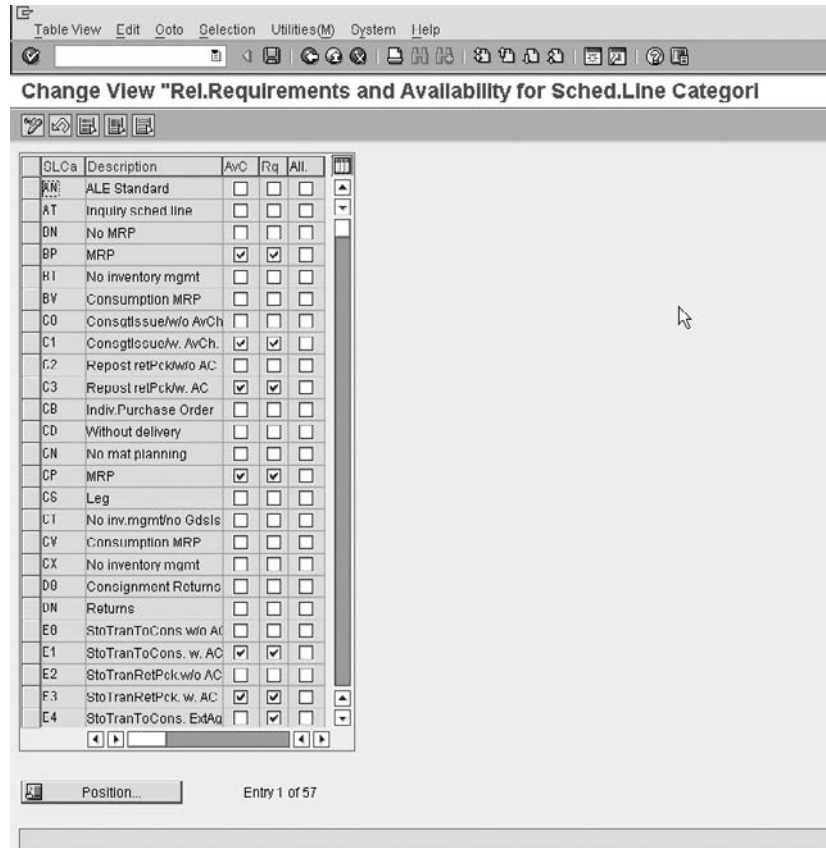 Table View Edit Goto Selection Utilities(M) System Help
Change View "Rel.Requirements and Availability for Sched.Line Categori
SLCa Description AvC Rq All.
AN ALE Standard
AT Inquiry sched line
BN No MRP
BP MRP
BT No inventory mgmt
BV Consumption MRP
C0 ConsgtIssue/w/o AvCh
C1 ConsgtIssue/w. AvCh.
C2 Repost retPck/w/o AC
C3 Repost retPck/w. AC
CB Indiv.Purchase Order
CD Without delivery
CN No mat planning
CP MRP
CS Leg
CT No inv.mgmt/no GdsIs
CV Consumption MRP
CX No inventory mgmt
D0 Consignment Returns
DN Returns
E0 StoTranToCons w/o AC
E1 StoTranToCons. w. AC
E2 StoTranRetPck.w/o AC
E3 StoTranRetPck. w. AC
E4 StoTranToCons. ExtAg
Position... Entry 1 of 57